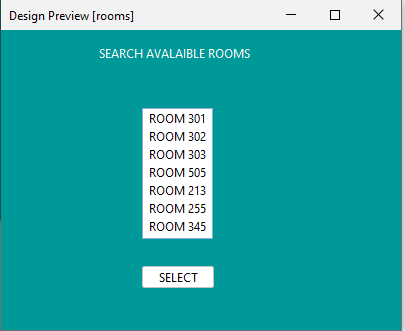 Design Preview [rooms]
SEARCH AVALAIBLE ROOMS
ROOM 301
ROOM 302
ROOM 303
ROOM 505
ROOM 213
ROOM 255
ROOM 345
SELECT